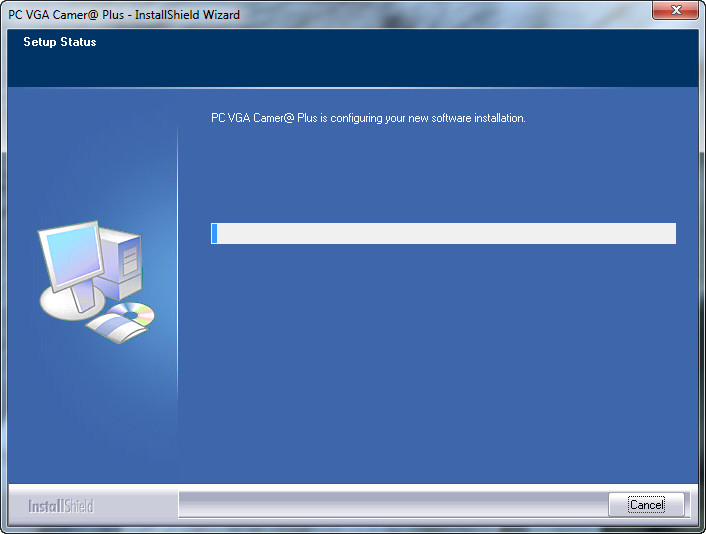 PC VGA Camer@ Plus - InstallShield Wizard
Setup Status
PC VGA Camer@ Plus is configuring your new software installation.
InstallShield
Cancel